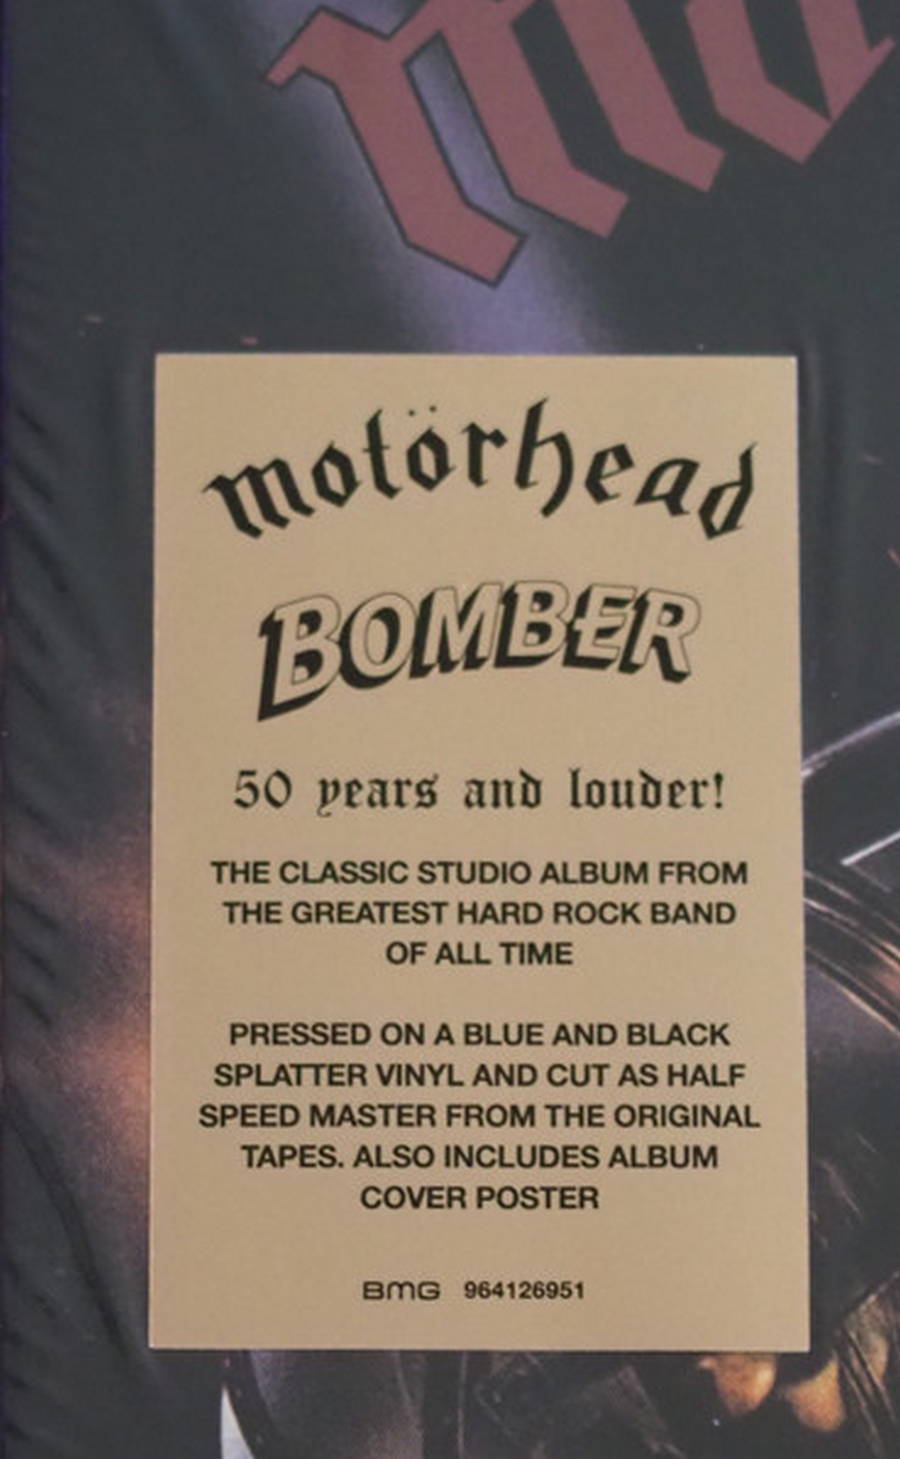 motörhead
BOMBER
50 years and louder!
THE CLASSIC STUDIO ALBUM FROM
THE GREATEST HARD ROCK BAND
OF ALL TIME
PRESSED ON A BLUE AND BLACK
SPLATTER VINYL AND CUT AS HALF
SPEED MASTER FROM THE ORIGINAL
TAPES. ALSO INCLUDES ALBUM
COVER POSTER
BMG 964126951